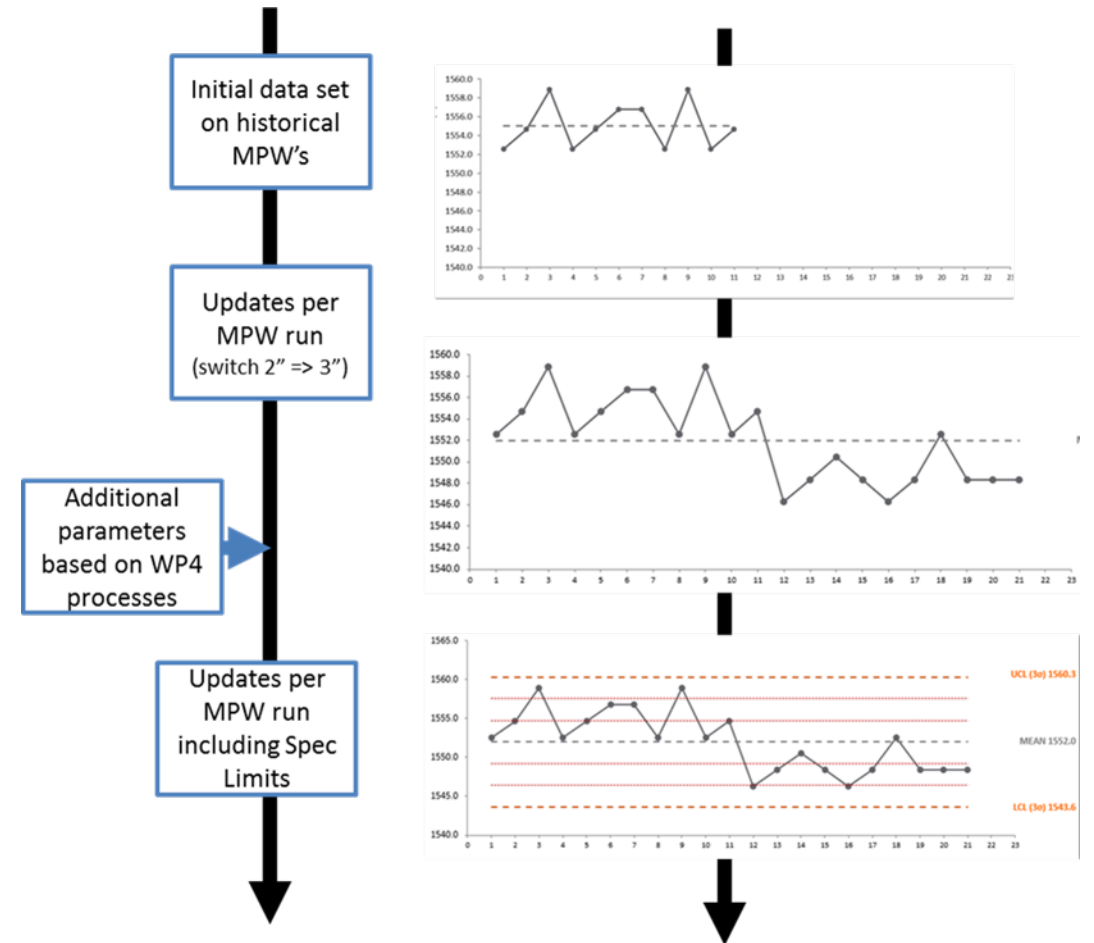 Initial data set
on historical
MPW's
1560.0
1558.0
1556.0
1554.0
1552.0
1550.0
1548.0
1546.0
1544.0
1542.0
1540.0
0 1 2 3 4 5 6 7 8 9 10 11 12 13 14 15 16 17 18 19 20 21 22 23
Updates per
MPW run
(switch 2” => 3”)
1560.0
1558.0
1556.0
1554.0
1552.0
1550.0
1548.0
1546.0
1544.0
1542.0
1540.0
0 1 2 3 4 5 6 7 8 9 10 11 12 13 14 15 16 17 18 19 20 21 22 23
Additional
parameters
based on WP4
processes
Updates per
MPW run
including Spec
Limits
1565.0
1560.0
1555.0
1550.0
1545.0
1540.0
UCL (3σ) 1560.3
MEAN 1552.0
LCL (3σ) 1543.6
0 1 2 3 4 5 6 7 8 9 10 11 12 13 14 15 16 17 18 19 20 21 22 23